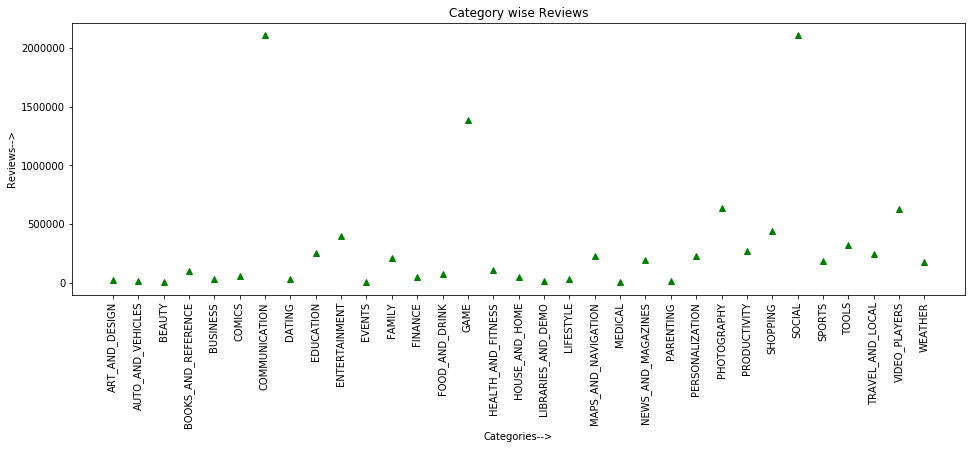 Category wise Reviews
Reviews-->
2000000
1500000
1000000
500000
0
ART_AND_DESIGN
AUTO_AND_VEHICLES
BEAUTY
BOOKS_AND_REFERENCE
BUSINESS
COMICS
COMMUNICATION
DATING
EDUCATION
ENTERTAINMENT
EVENTS
FAMILY
FINANCE
FOOD_AND_DRINK
GAME
HEALTH_AND_FITNESS
HOUSE_AND_HOME
LIBRARIES_AND_DEMO
LIFESTYLE
MAPS_AND_NAVIGATION
MEDICAL
NEWS_AND_MAGAZINES
PARENTING
PERSONALIZATION
PHOTOGRAPHY
PRODUCTIVITY
SHOPPING
SOCIAL
SPORTS
TOOLS
TRAVEL_AND_LOCAL
VIDEO_PLAYERS
WEATHER
Categories-->